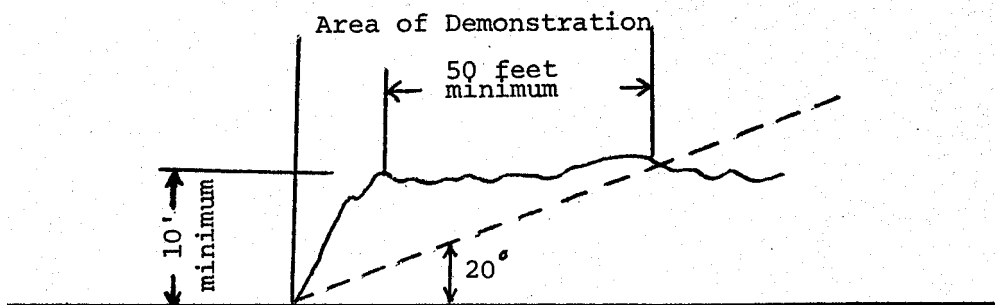 Area of Demonstration
50 feet
minimum
10'
minimum
20°